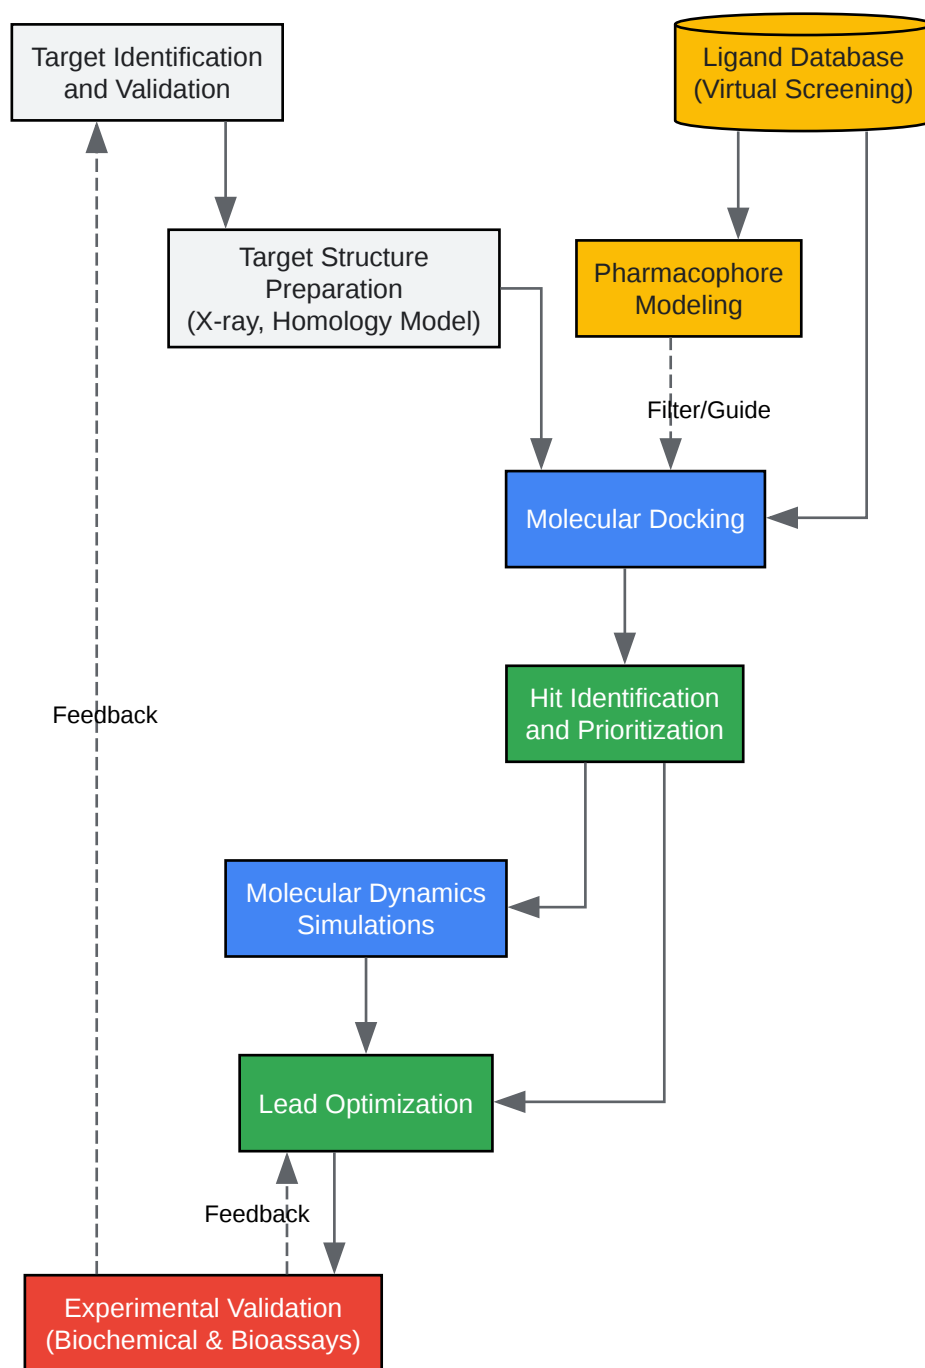 Target Identification
and Validation
Ligand Database
(Virtual Screening)
Target Structure
Preparation
(X-ray, Homology Model)
Pharmacophore
Modeling
Filter/Guide
Molecular Docking
Hit Identification
and Prioritization
Feedback
Molecular Dynamics
Simulations
Lead Optimization
Feedback
Experimental Validation
(Biochemical & Bioassays)